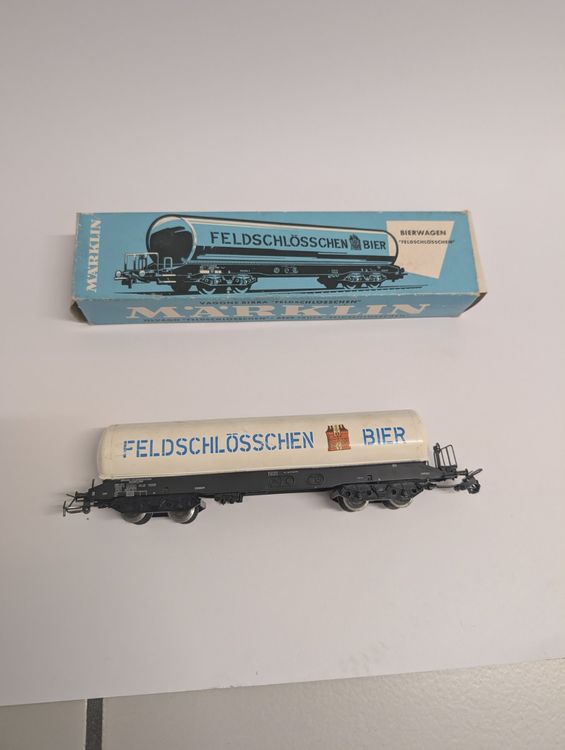 MÄRKLIN
FELDSCHLÖSSCHEN BIER
BIERWAGEN
"FELDSCHLÖSSCHEN"
VAGONE BIRRA "FELDSCHLÖSSCHEN"
MÄRKLIN
FELDSCHLÖSSCHEN BIER